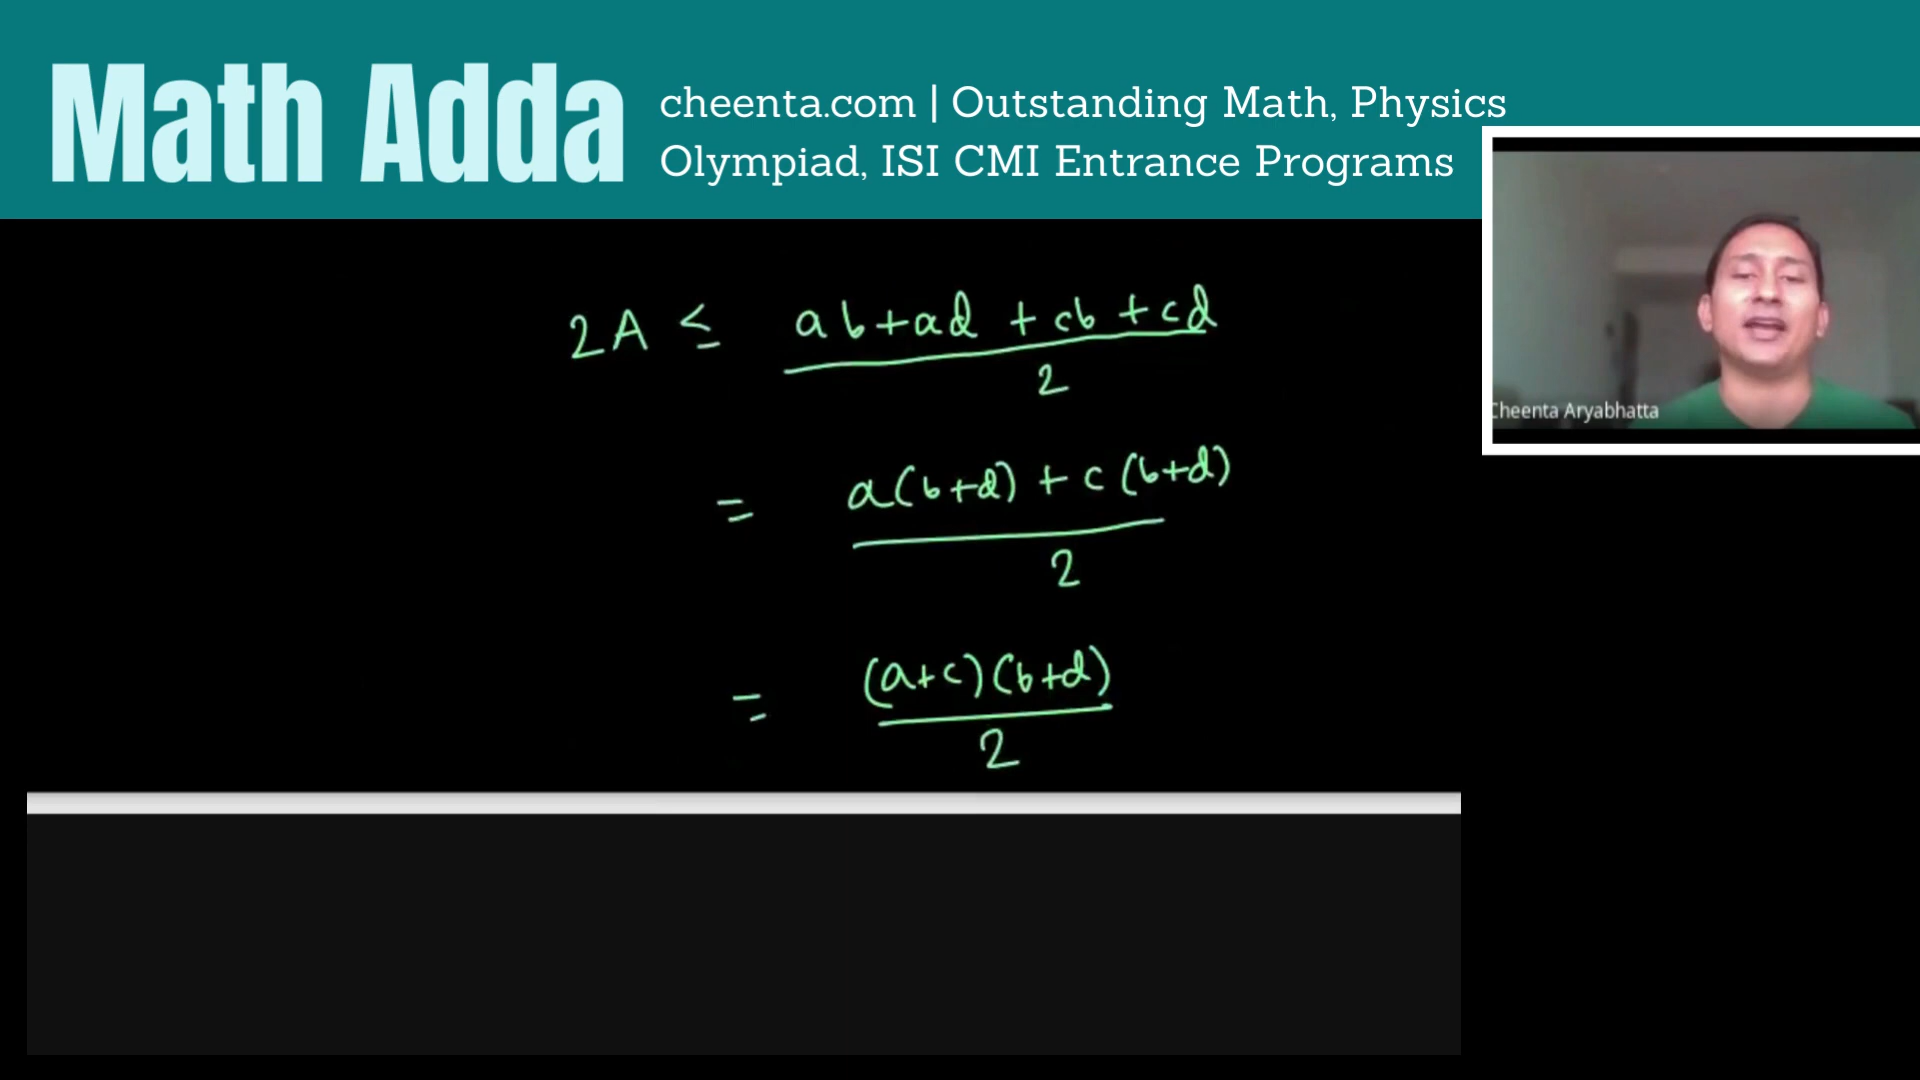 Math Adda
cheenta.com | Outstanding Math, Physics
Olympiad, ISI CMI Entrance Programs
Cheenta Aryabhatta
2A ≤ ab+ad + cb + cd
2
= a(b+d) + c (b+d)
2
= (a+c)(b+d)
2